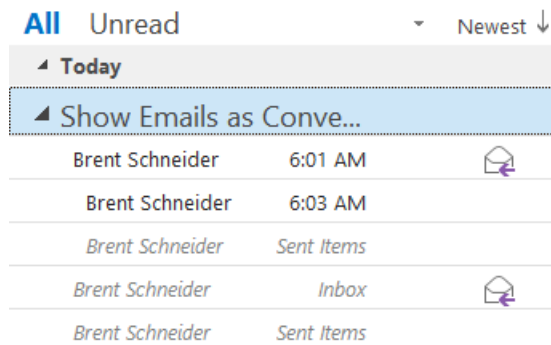 All Unread Newest
Today
Show Emails as Conve...
Brent Schneider 6:01 AM
Brent Schneider 6:03 AM
Brent Schneider Sent Items
Brent Schneider Inbox
Brent Schneider Sent Items